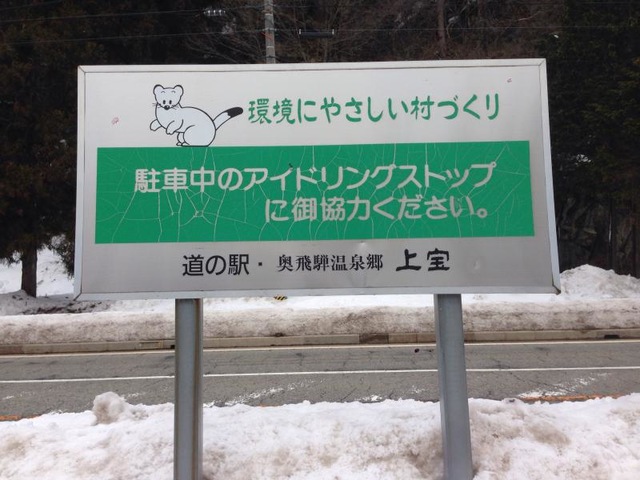 環境にやさしい村づくり
駐車中のアイドリングストップ
に御協力ください。
道の駅・奥飛騨温泉郷 上宝